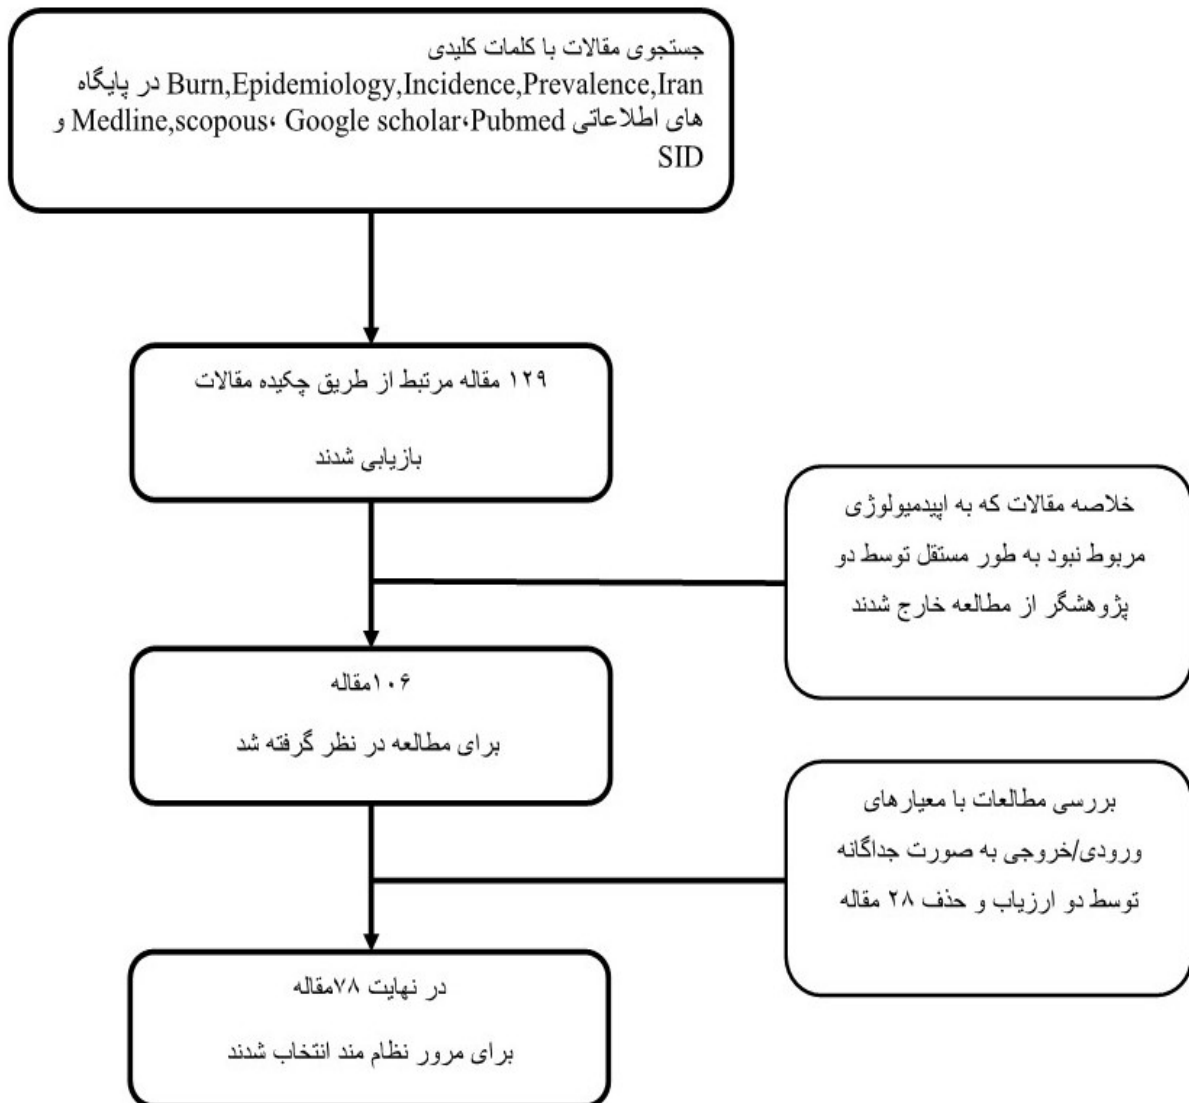 جستجوی مقالات با کلمات کلیدی
Burn,Epidemiology,Incidence,Prevalence,Iran در پایگاه
های اطلاعاتی Medline,scopous، Google scholar،Pubmed و
SID
۱۲۹ مقاله مرتبط از طریق چکیده مقالات
بازیابی شدند
خلاصه مقالات که به اپیدمیولوژی
مربوط نبود به طور مستقل توسط دو
پژوهشگر از مطالعه خارج شدند
۱۰۶مقاله
برای مطالعه در نظر گرفته شد
بررسی مطالعات با معیارهای
ورودی/خروجی به صورت جداگانه
توسط دو ارزیاب و حذف ۲۸ مقاله
در نهایت ۷۸مقاله
برای مرور نظام مند انتخاب شدند